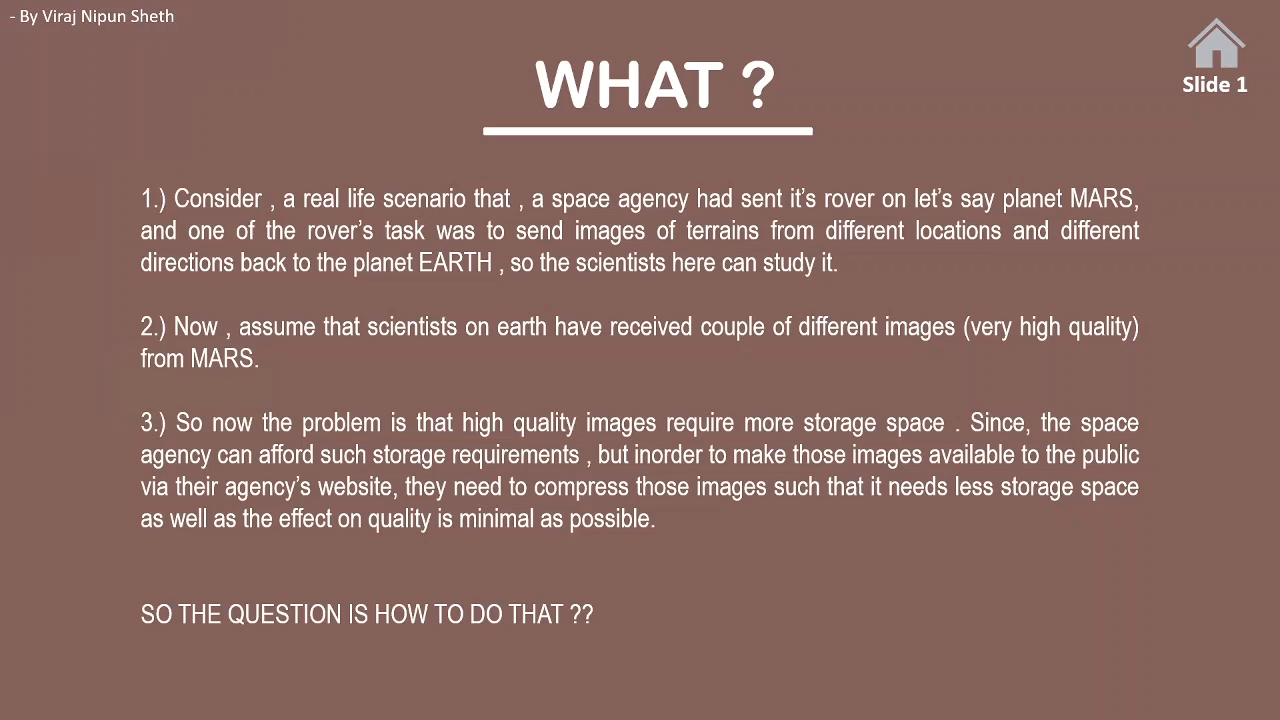 - By Viraj Nipun Sheth
WHAT ?
Slide 1
1.) Consider , a real life scenario that , a space agency had sent it’s rover on let’s say planet MARS,
and one of the rover’s task was to send images of terrains from different locations and different
directions back to the planet EARTH , so the scientists here can study it.
2.) Now , assume that scientists on earth have received couple of different images (very high quality)
from MARS.
3.) So now the problem is that high quality images require more storage space . Since, the space
agency can afford such storage requirements , but inorder to make those images available to the public
via their agency’s website, they need to compress those images such that it needs less storage space
as well as the effect on quality is minimal as possible.
SO THE QUESTION IS HOW TO DO THAT ??